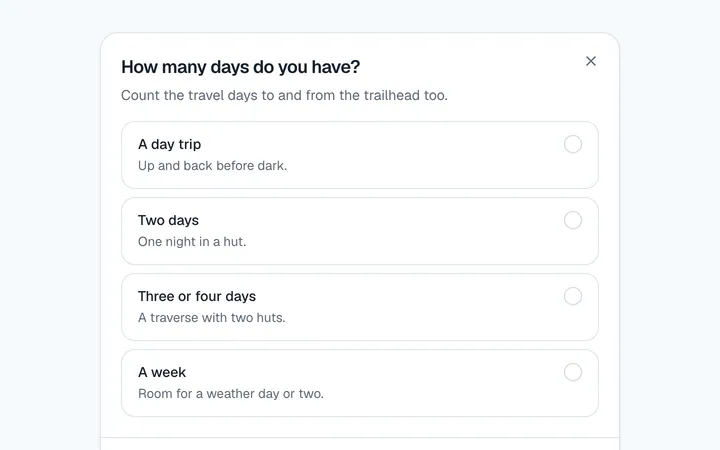 How many days do you have?
Count the travel days to and from the trailhead too.
A day trip
Up and back before dark.
Two days
One night in a hut.
Three or four days
A traverse with two huts.
A week
Room for a weather day or two.